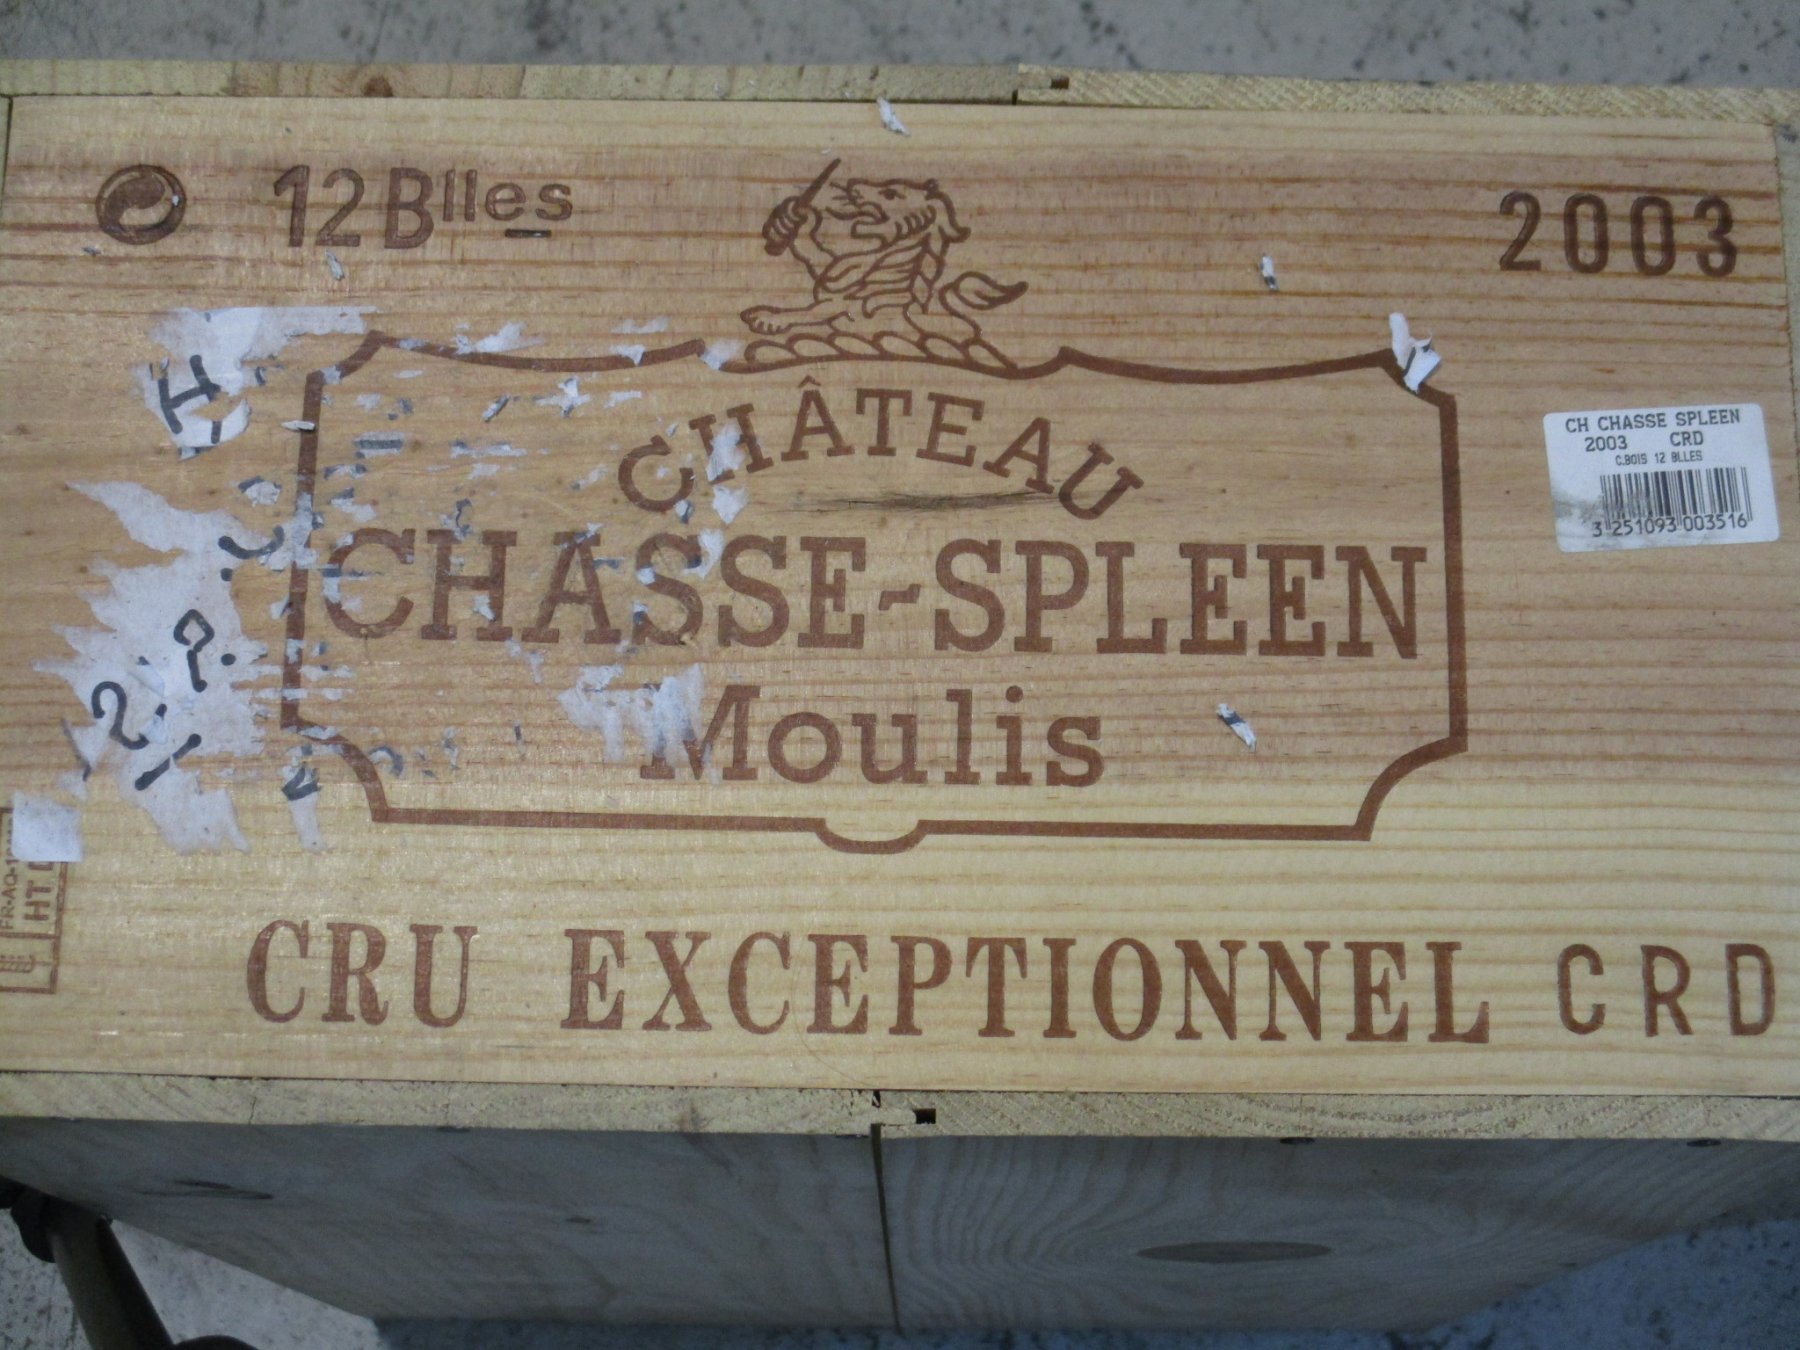 12 Blles
2003
CHÂTEAU
CHASSE-SPLEEN
Moulis
CRU EXCEPTIONNEL CRD
CH CHASSE SPLEEN
2003 CRD
C.BOIS 12 BLLES
3 251093 003516
HT